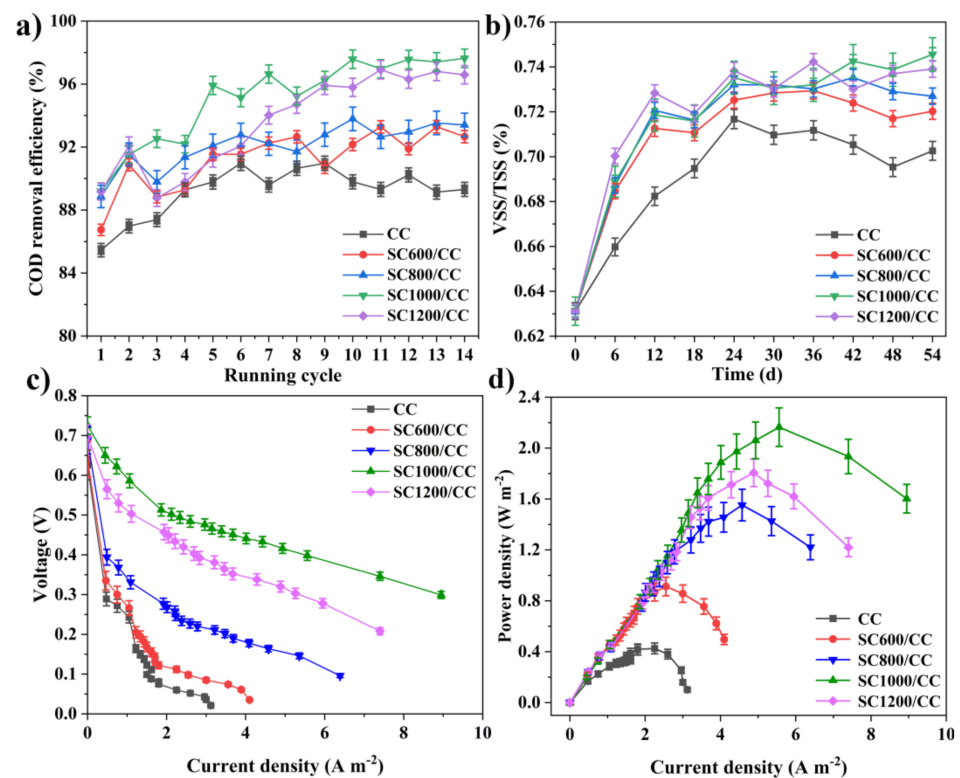 a)
COD removal efficiency (%)
100
96
92
88
84
80
1 2 3 4 5 6 7 8 9 10 11 12 13 14
Running cycle
CC
SC600/CC
SC800/CC
SC1000/CC
SC1200/CC
b)
VSS/TSS (%)
0.76
0.74
0.72
0.70
0.68
0.66
0.64
0.62
0 6 12 18 24 30 36 42 48 54
Time (d)
CC
SC600/CC
SC800/CC
SC1000/CC
SC1200/CC
c)
Voltage (V)
0.8
0.7
0.6
0.5
0.4
0.3
0.2
0.1
0.0
0 2 4 6 8 10
Current density (A m⁻²)
CC
SC600/CC
SC800/CC
SC1000/CC
SC1200/CC
d)
Power density (W m⁻²)
2.4
2.0
1.6
1.2
0.8
0.4
0.0
0 2 4 6 8 10
Current density (A m⁻²)
CC
SC600/CC
SC800/CC
SC1000/CC
SC1200/CC